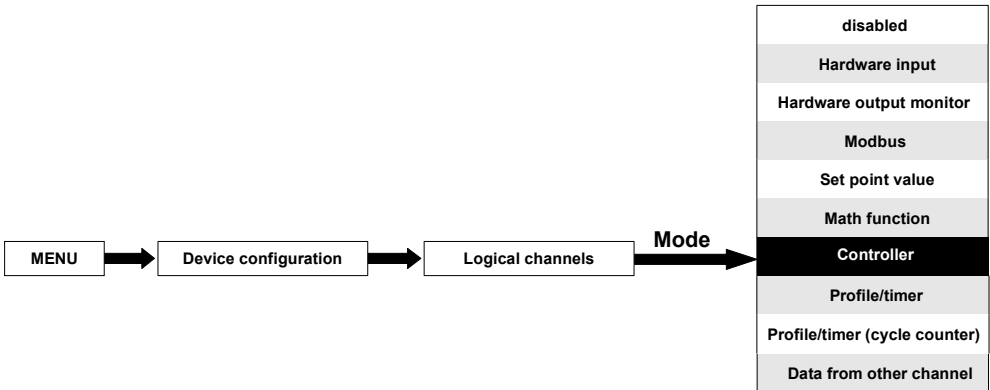 disabled
Hardware input
Hardware output monitor
Modbus
Set point value
Math function
MENU
Device configuration
Logical channels
Mode
Controller
Profile/timer
Profile/timer (cycle counter)
Data from other channel